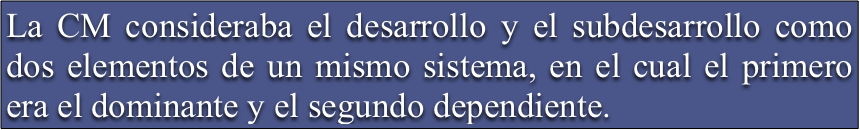 La CM consideraba el desarrollo y el subdesarrollo como
dos elementos de un mismo sistema, en el cual el primero
era el dominante y el segundo dependiente.